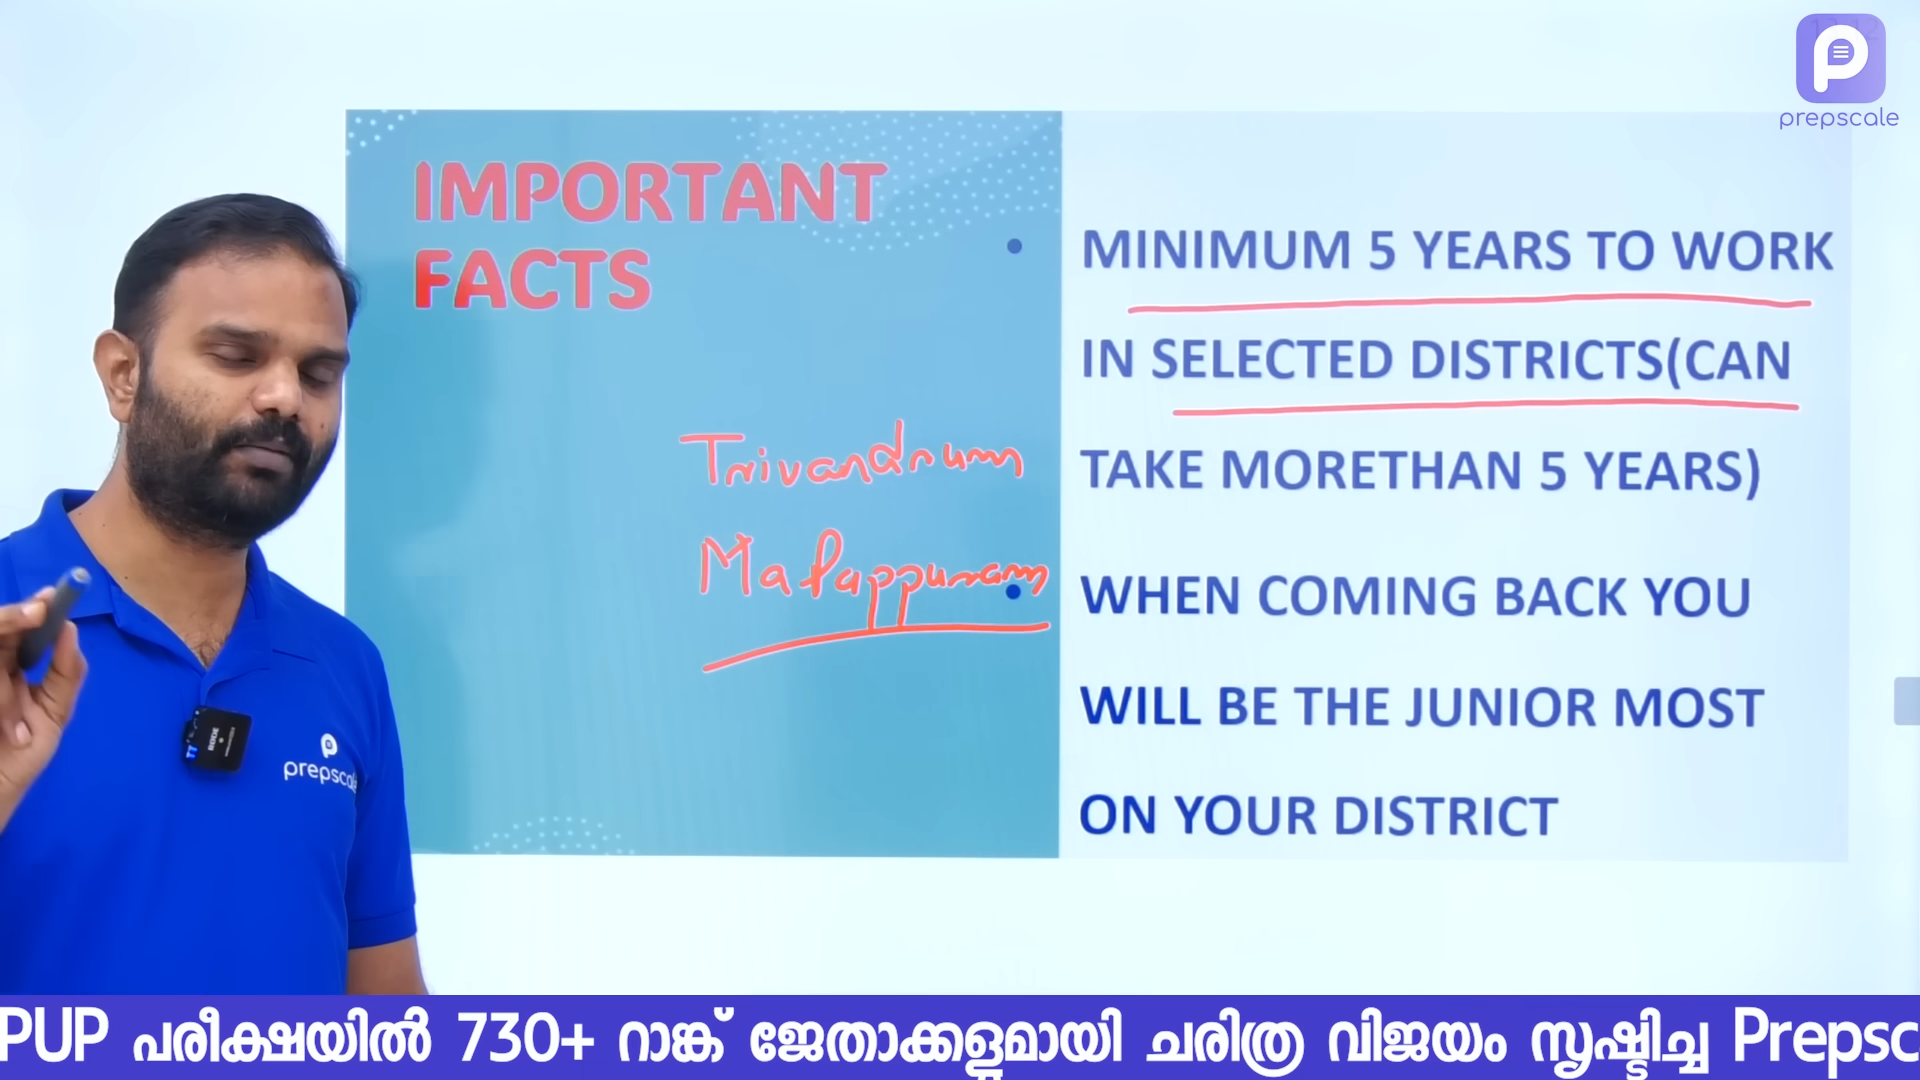 prepscale
IMPORTANT
FACTS
Trivandrum
Malappuram
MINIMUM 5 YEARS TO WORK
IN SELECTED DISTRICTS(CAN
TAKE MORETHAN 5 YEARS)
WHEN COMING BACK YOU
WILL BE THE JUNIOR MOST
ON YOUR DISTRICT
RODE
prepscale
PUP പരീക്ഷയിൽ 730+ റാങ്ക് ജേതാക്കളുമായി ചരിത്ര വിജയം സൃഷ്ടിച്ച Prepsc